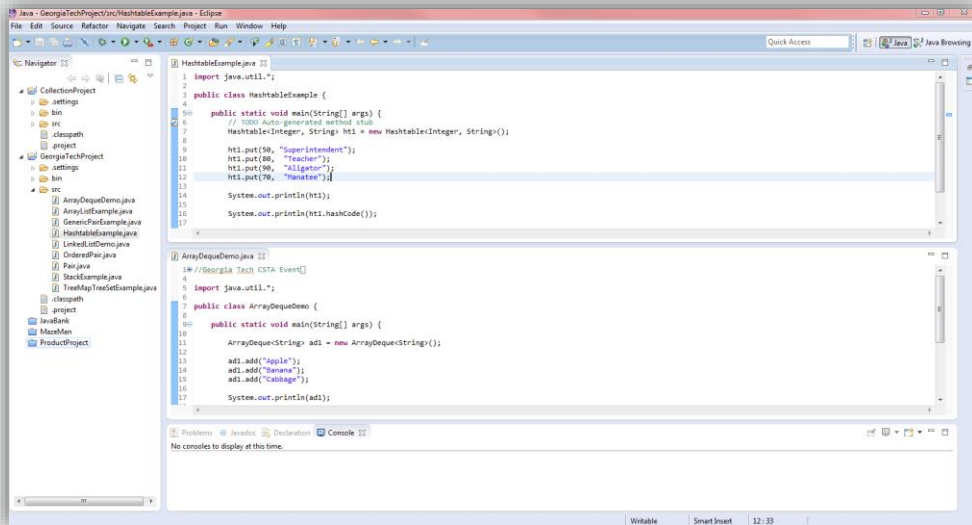 Java - GeorgiaTechProject/src/HashtableExample.java - Eclipse
File Edit Source Refactor Navigate Search Project Run Window Help
Quick Access
Java
Java Browsing
Navigator
CollectionProject
.settings
bin
src
.classpath
.project
GeorgiaTechProject
.settings
bin
src
ArrayDequeDemo.java
ArrayListExample.java
GenericPairExample.java
HashtableExample.java
LinkedListDemo.java
OrderedPair.java
Pair.java
StackExample.java
TreeMapTreeSetExample.java
.classpath
.project
JavaBank
MazeMan
ProductProject
HashtableExample.java
1 import java.util.*;
2
3 public class HashtableExample {
4
5 public static void main(String[] args) {
6 // TODO Auto-generated method stub
7 Hashtable<Integer, String> ht1 = new Hashtable<Integer, String>();
8
9 ht1.put(50, "Superintendent");
10 ht1.put(80, "Teacher");
11 ht1.put(90, "Aligator");
12 ht1.put(70, "Manatee");
13
14 System.out.println(ht1);
15
16 System.out.println(ht1.hashCode());
17
ArrayDequeDemo.java
1 //Georgia Tech CSTA Event
4
5 import java.util.*;
6
7 public class ArrayDequeDemo {
8
9 public static void main(String[] args) {
10
11 ArrayDeque<String> ad1 = new ArrayDeque<String>();
12
13 ad1.add("Apple");
14 ad1.add("Banana");
15 ad1.add("Cabbage");
16
17 System.out.println(ad1);
Problems @ Javadoc Declaration Console
No consoles to display at this time.
Writable Smart Insert 12 : 33